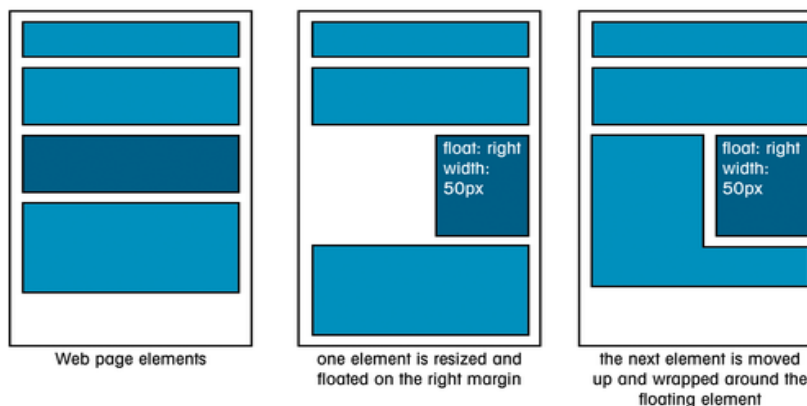 float: right
width:
50px
float: right
width:
50px
Web page elements
one element is resized and
floated on the right margin
the next element is moved
up and wrapped around the
floating element